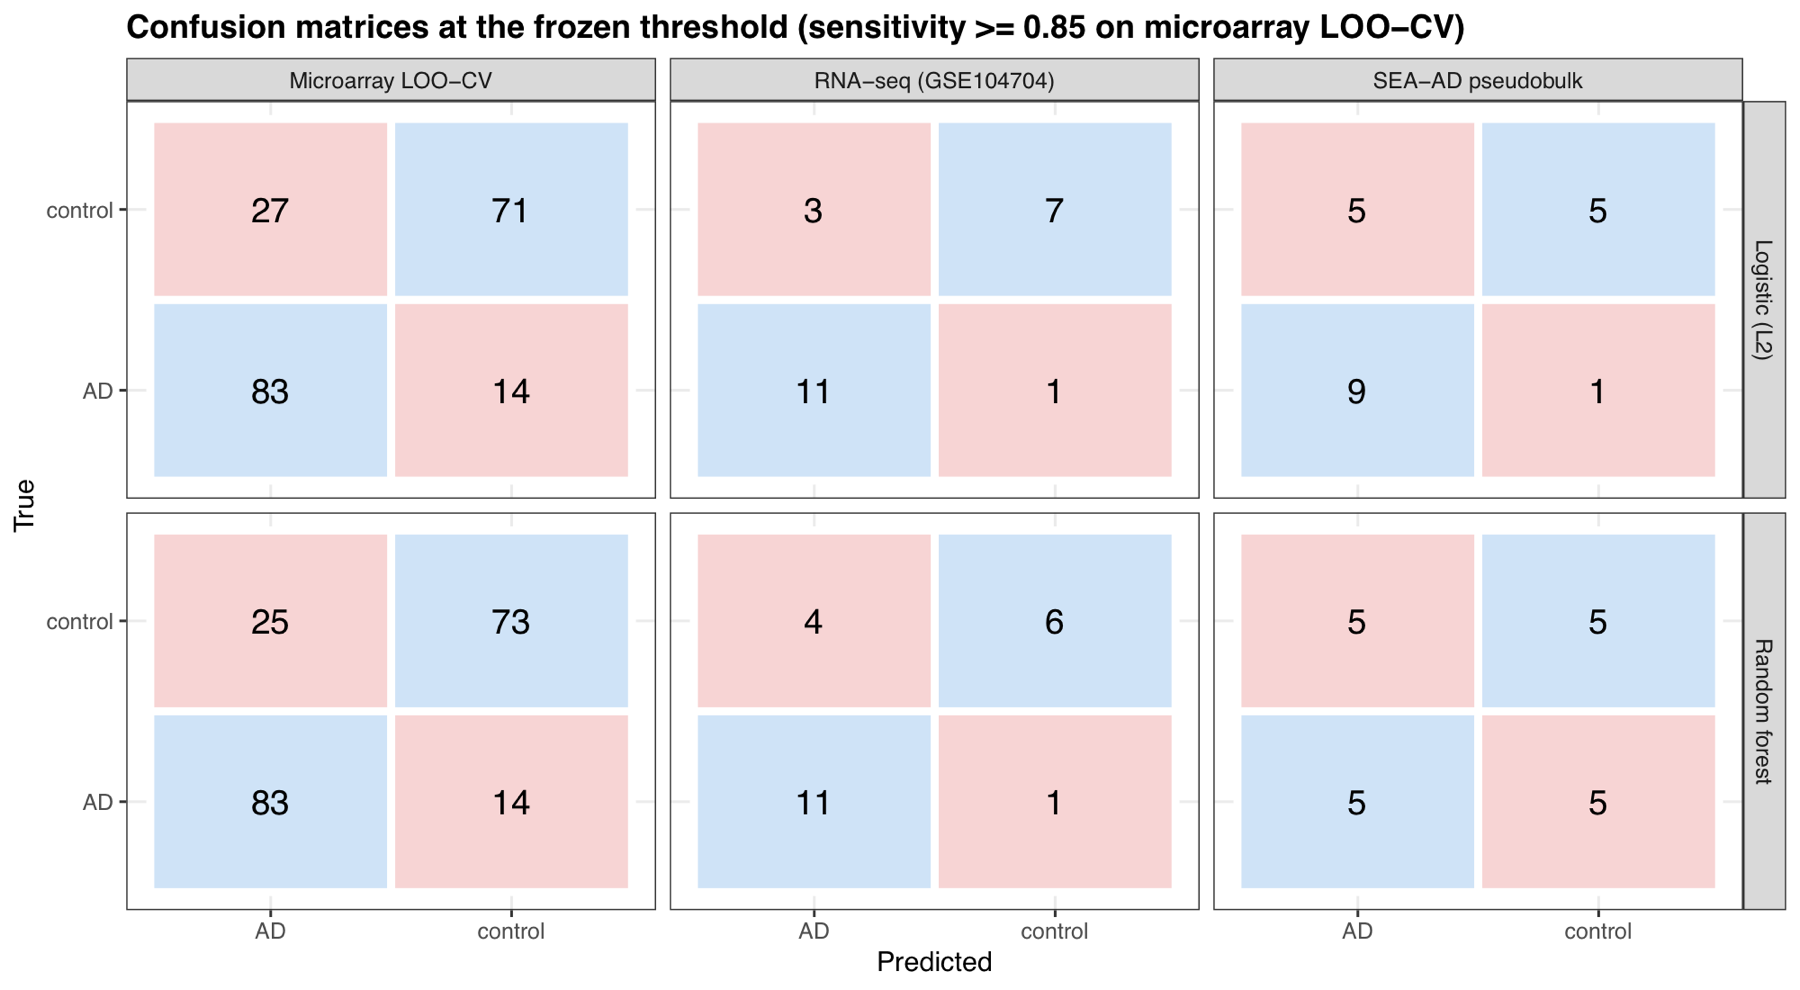 Confusion matrices at the frozen threshold (sensitivity >= 0.85 on microarray LOO−CV)
Microarray LOO−CV
RNA−seq (GSE104704)
SEA−AD pseudobulk
control
27
71
3
7
5
5
Logistic (L2)
AD
83
14
11
1
9
1
True
control
25
73
4
6
5
5
Random forest
AD
83
14
11
1
5
5
AD
control
AD
control
AD
control
Predicted